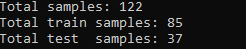 Total samples: 122
Total train samples: 85
Total test  samples: 37